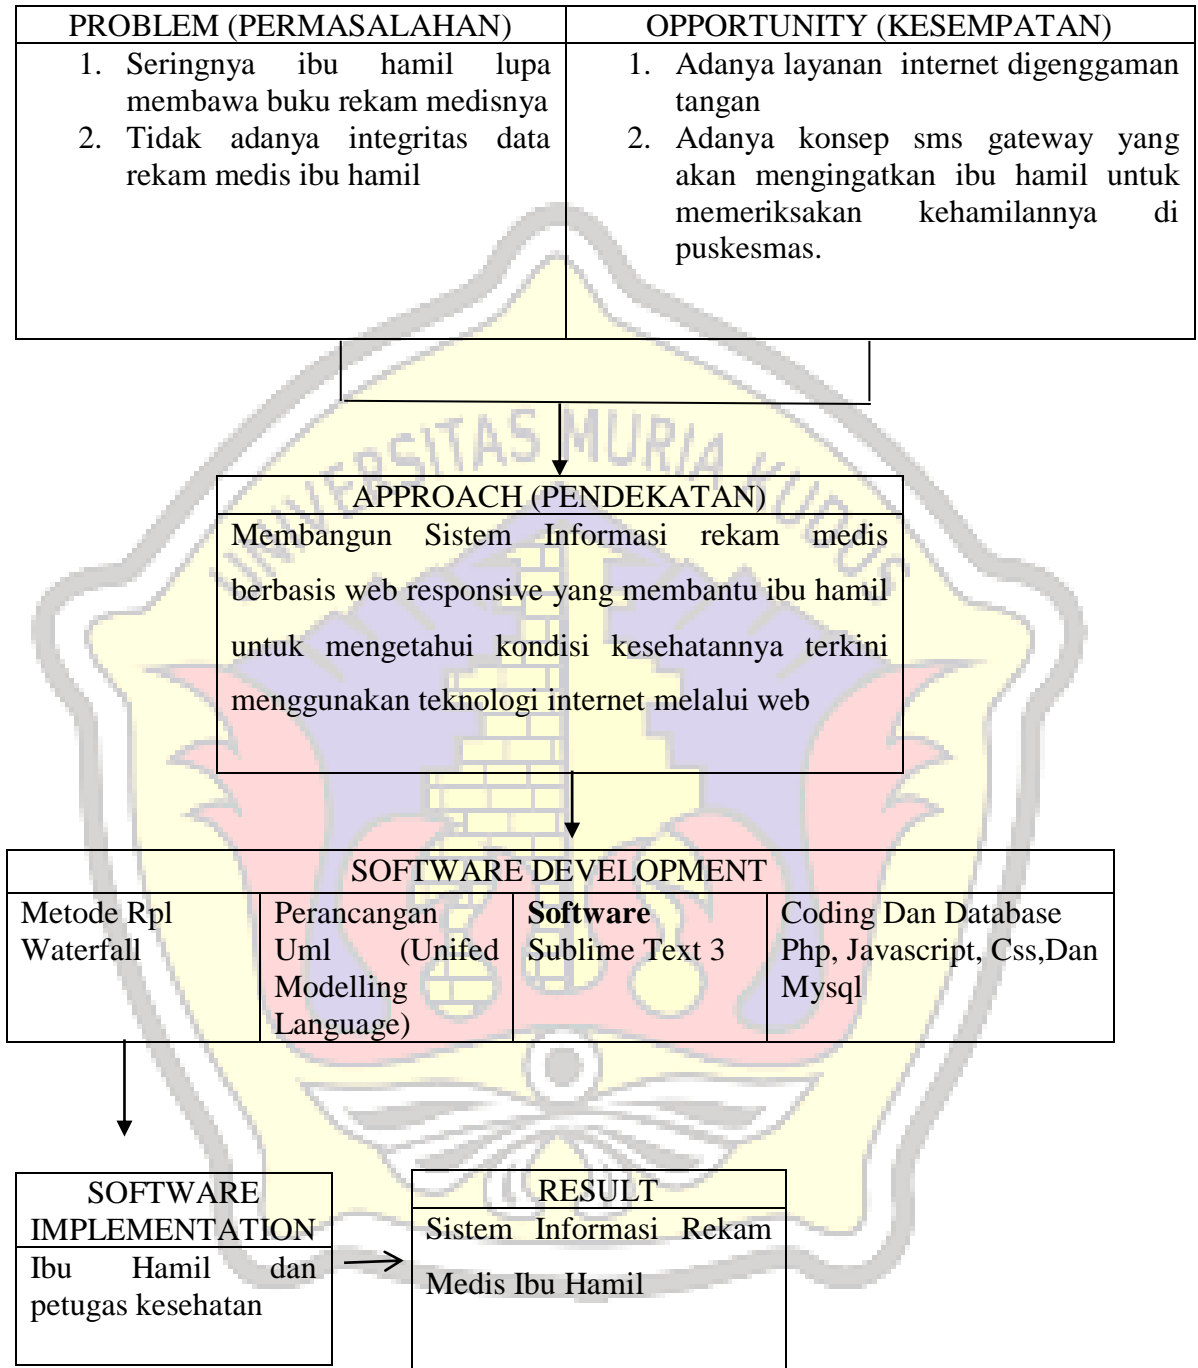 PROBLEM (PERMASALAHAN)
1. Seringnya ibu hamil lupa
membawa buku rekam medisnya
2. Tidak adanya integritas data
rekam medis ibu hamil
OPPORTUNITY (KESEMPATAN)
1. Adanya layanan internet digenggaman
tangan
2. Adanya konsep sms gateway yang
akan mengingatkan ibu hamil untuk
memeriksakan kehamilannya di
puskesmas.
UNIVERSITAS MURIA KUDUS
APPROACH (PENDEKATAN)
Membangun Sistem Informasi rekam medis
berbasis web responsive yang membantu ibu hamil
untuk mengetahui kondisi kesehatannya terkini
menggunakan teknologi internet melalui web
SOFTWARE DEVELOPMENT
Metode Rpl
Waterfall
Perancangan
Uml (Unifed
Modelling
Language)
Software
Sublime Text 3
Coding Dan Database
Php, Javascript, Css,Dan
Mysql
SOFTWARE
IMPLEMENTATION
Ibu Hamil dan
petugas kesehatan
RESULT
Sistem Informasi Rekam
Medis Ibu Hamil